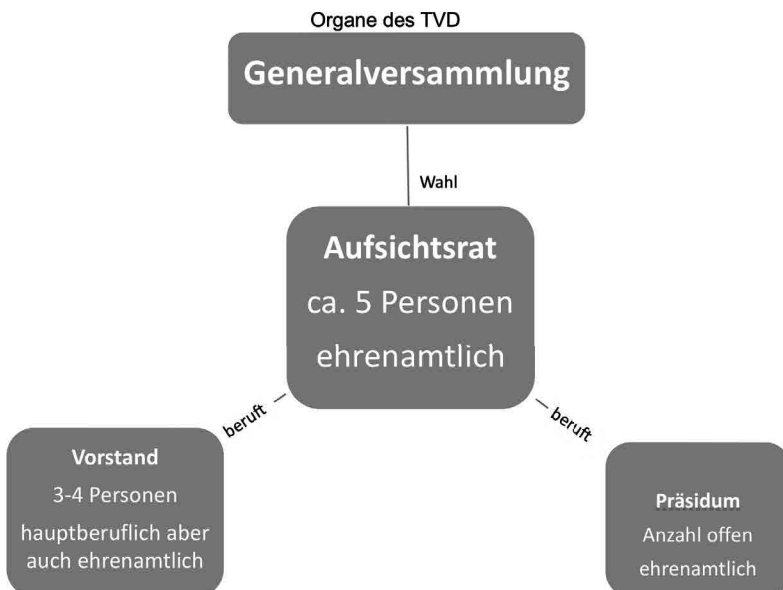 Organe des TVD
Generalversammlung
Wahl
Aufsichtsrat
ca. 5 Personen
ehrenamtlich
beruft
beruft
Vorstand
3-4 Personen
hauptberuflich aber
auch ehrenamtlich
Präsidum
Anzahl offen
ehrenamtlich